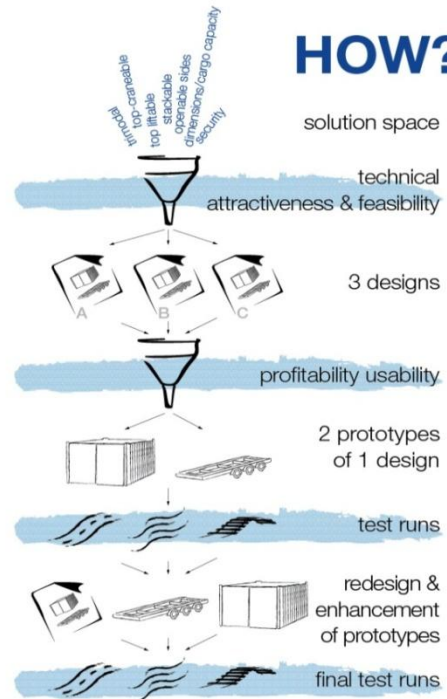 HOW?
trimodal
top-craneable
top liftable
stackable
openable sides
dimensions/cargo capacity
security
solution space
technical
attractiveness & feasibility
A B C
3 designs
profitability usability
2 prototypes
of 1 design
test runs
redesign &
enhancement
of prototypes
final test runs